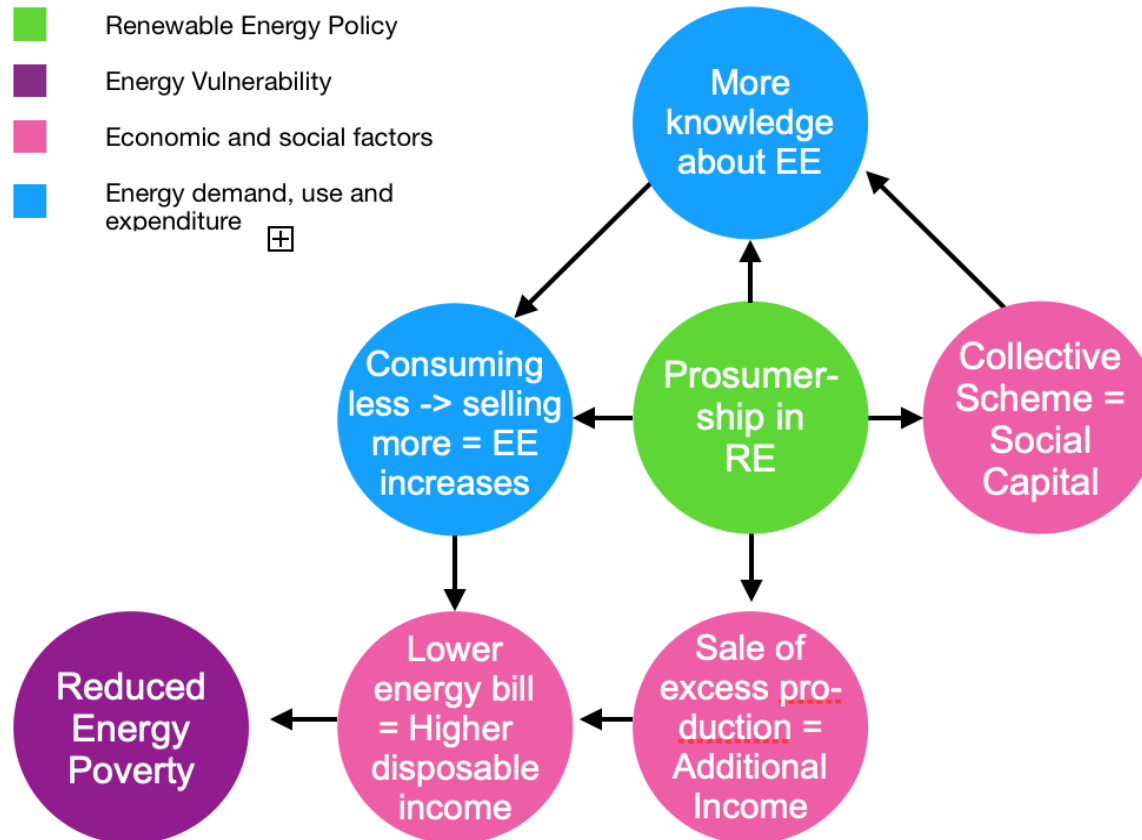 Renewable Energy Policy
Energy Vulnerability
Economic and social factors
Energy demand, use and
expenditure
More
knowledge
about EE
Consuming
less -> selling
more = EE
increases
Prosumer-
ship in
RE
Collective
Scheme =
Social
Capital
Reduced
Energy
Poverty
Lower
energy bill
= Higher
disposable
income
Sale of
excess pro-
duction =
Additional
Income